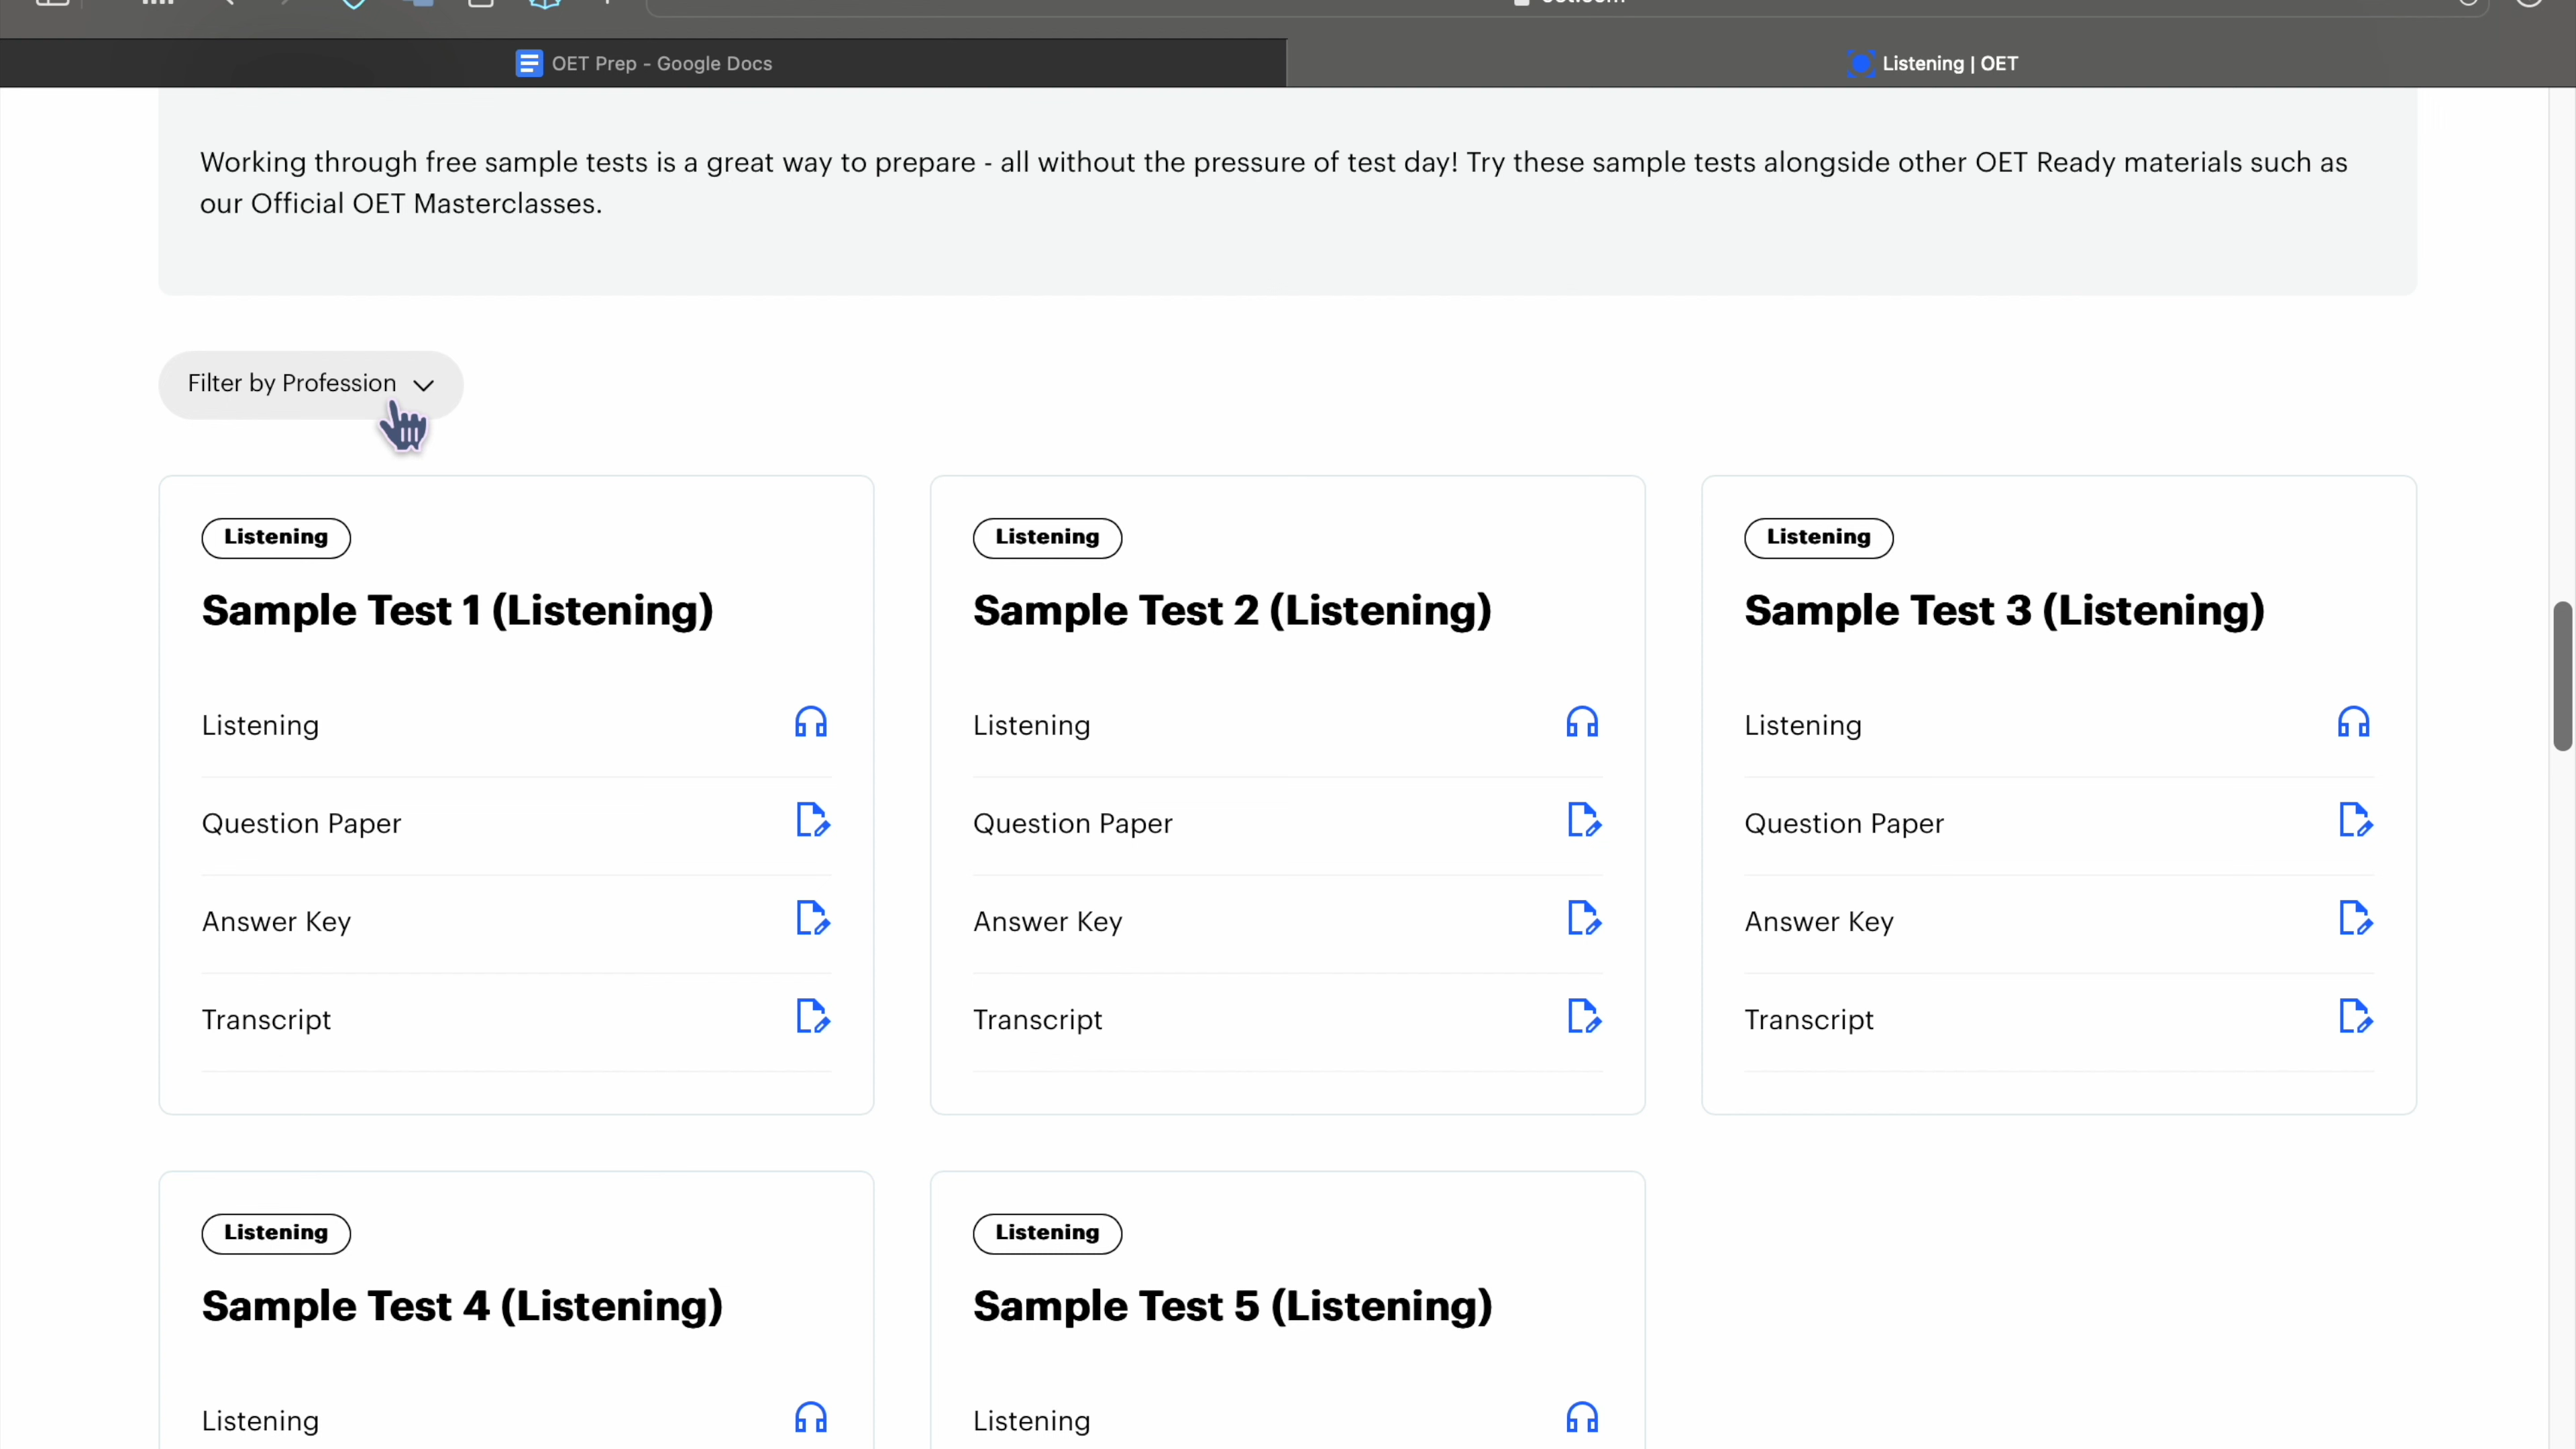 OET Prep - Google Docs
Listening | OET
Working through free sample tests is a great way to prepare - all without the pressure of test day! Try these sample tests alongside other OET Ready materials such as
our Official OET Masterclasses.
Filter by Profession
Listening
Sample Test 1 (Listening)
Listening
Question Paper
Answer Key
Transcript
Listening
Sample Test 2 (Listening)
Listening
Question Paper
Answer Key
Transcript
Listening
Sample Test 3 (Listening)
Listening
Question Paper
Answer Key
Transcript
Listening
Sample Test 4 (Listening)
Listening
Listening
Sample Test 5 (Listening)
Listening